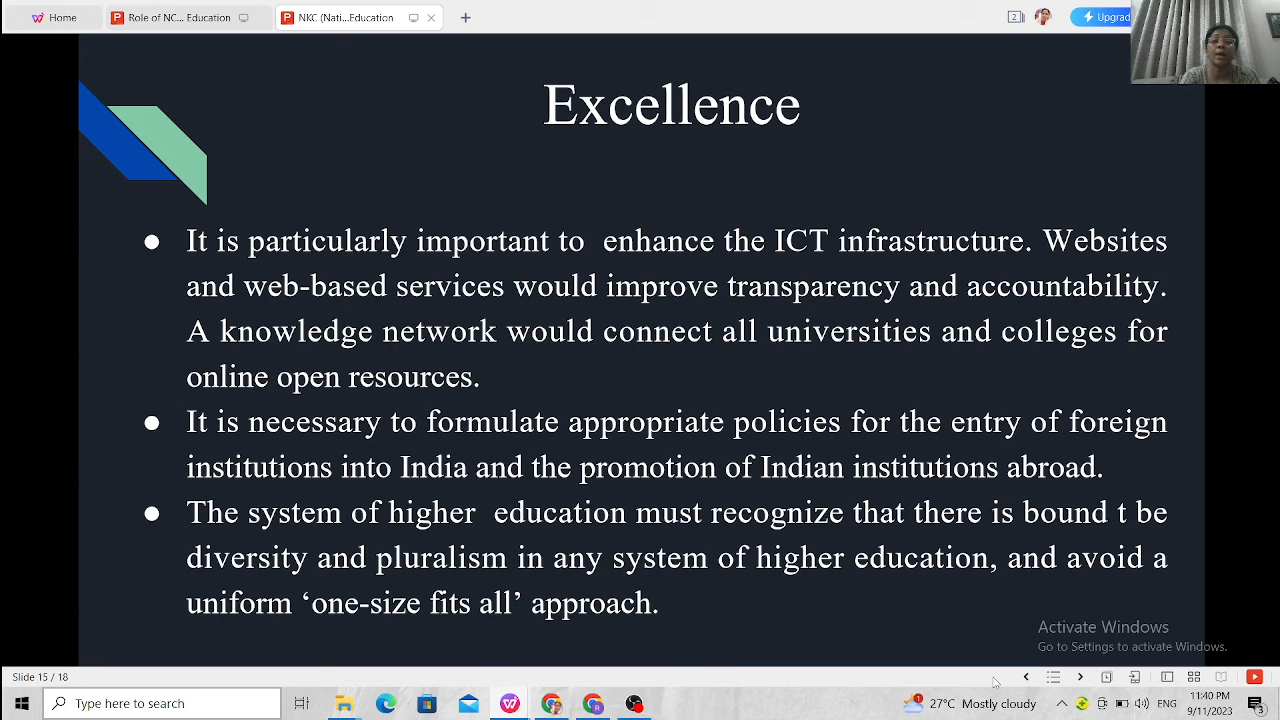 Home
Role of NC... Education
NKC (Nati...Education
2
Upgrad
Excellence
● It is particularly important to enhance the ICT infrastructure. Websites
and web-based services would improve transparency and accountability.
A knowledge network would connect all universities and colleges for
online open resources.
● It is necessary to formulate appropriate policies for the entry of foreign
institutions into India and the promotion of Indian institutions abroad.
● The system of higher education must recognize that there is bound t be
diversity and pluralism in any system of higher education, and avoid a
uniform ‘one-size fits all’ approach.
Activate Windows
Go to Settings to activate Windows.
Slide 15 / 18
Type here to search
27°C Mostly cloudy
ENG
11:40 PM
9/11/2023
3